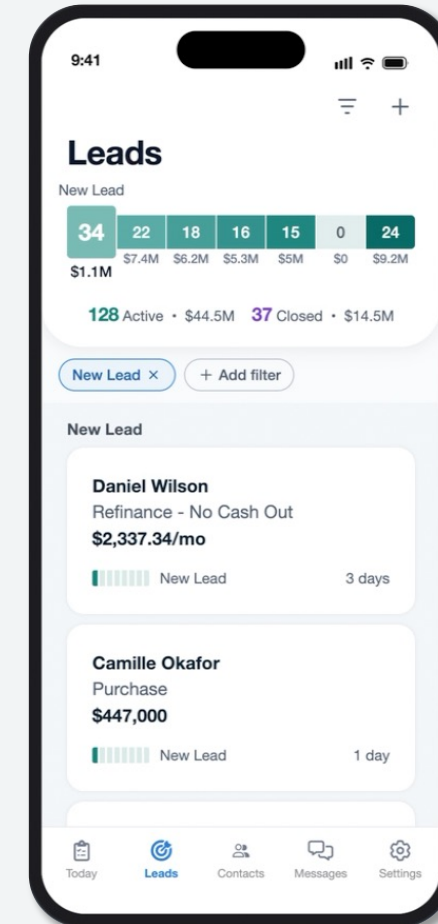 9:41
Leads
New Lead
34 22 18 16 15 0 24
$1.1M $7.4M $6.2M $5.3M $5M $0 $9.2M
128 Active • $44.5M 37 Closed • $14.5M
New Lead × + Add filter
New Lead
Daniel Wilson
Refinance - No Cash Out
$2,337.34/mo
New Lead 3 days
Camille Okafor
Purchase
$447,000
New Lead 1 day
Today Leads Contacts Messages Settings